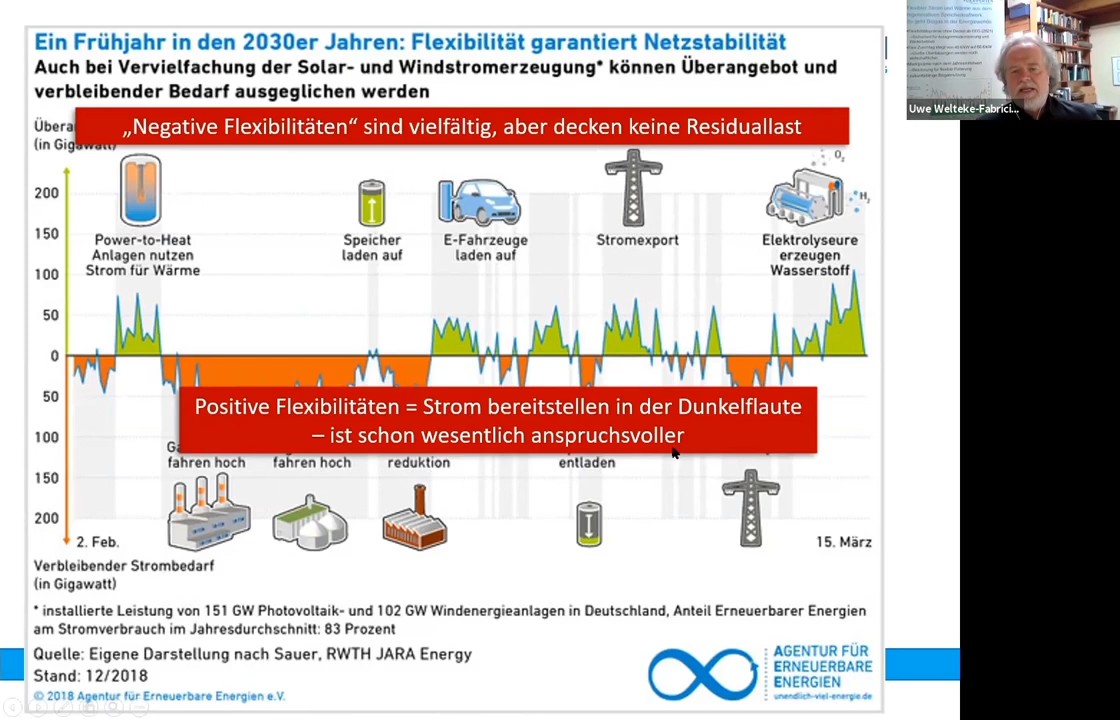 Ein Frühjahr in den 2030er Jahren: Flexibilität garantiert Netzstabilität
Auch bei Vervielfachung der Solar- und Windstromerzeugung* können Überangebot und
verbleibender Bedarf ausgeglichen werden
„Negative Flexibilitäten“ sind vielfältig, aber decken keine Residuallast
(in Gigawatt)
Uwe Welteke-Fabrici...
200
150
100
50
0
50
100
150
200
Power-to-Heat
Anlagen nutzen
Strom für Wärme
Speicher
laden auf
E-Fahrzeuge
laden auf
Stromexport
Elektrolyseure
erzeugen
Wasserstoff
O₂
H₂
Positive Flexibilitäten = Strom bereitstellen in der Dunkelflaute
– ist schon wesentlich anspruchsvoller
fahren hoch
fahren hoch
reduktion
entladen
2. Feb.
15. März
Verbleibender Strombedarf
(in Gigawatt)
* installierte Leistung von 151 GW Photovoltaik- und 102 GW Windenergieanlagen in Deutschland, Anteil Erneuerbarer Energien
am Stromverbrauch im Jahresdurchschnitt: 83 Prozent
Quelle: Eigene Darstellung nach Sauer, RWTH JARA Energy
Stand: 12/2018
© 2018 Agentur für Erneuerbare Energien e.V.
AGENTUR FÜR
ERNEUERBARE
ENERGIEN
unendlich-viel-energie.de